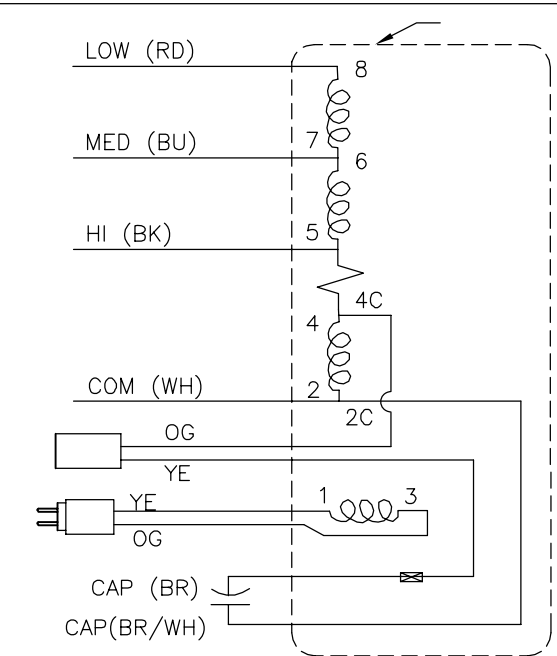 LOW (RD)
8
7
MED (BU)
6
5
HI (BK)
4C
4
COM (WH)
2
2C
OG
YE
YE
1
3
OG
CAP (BR)
CAP(BR/WH)